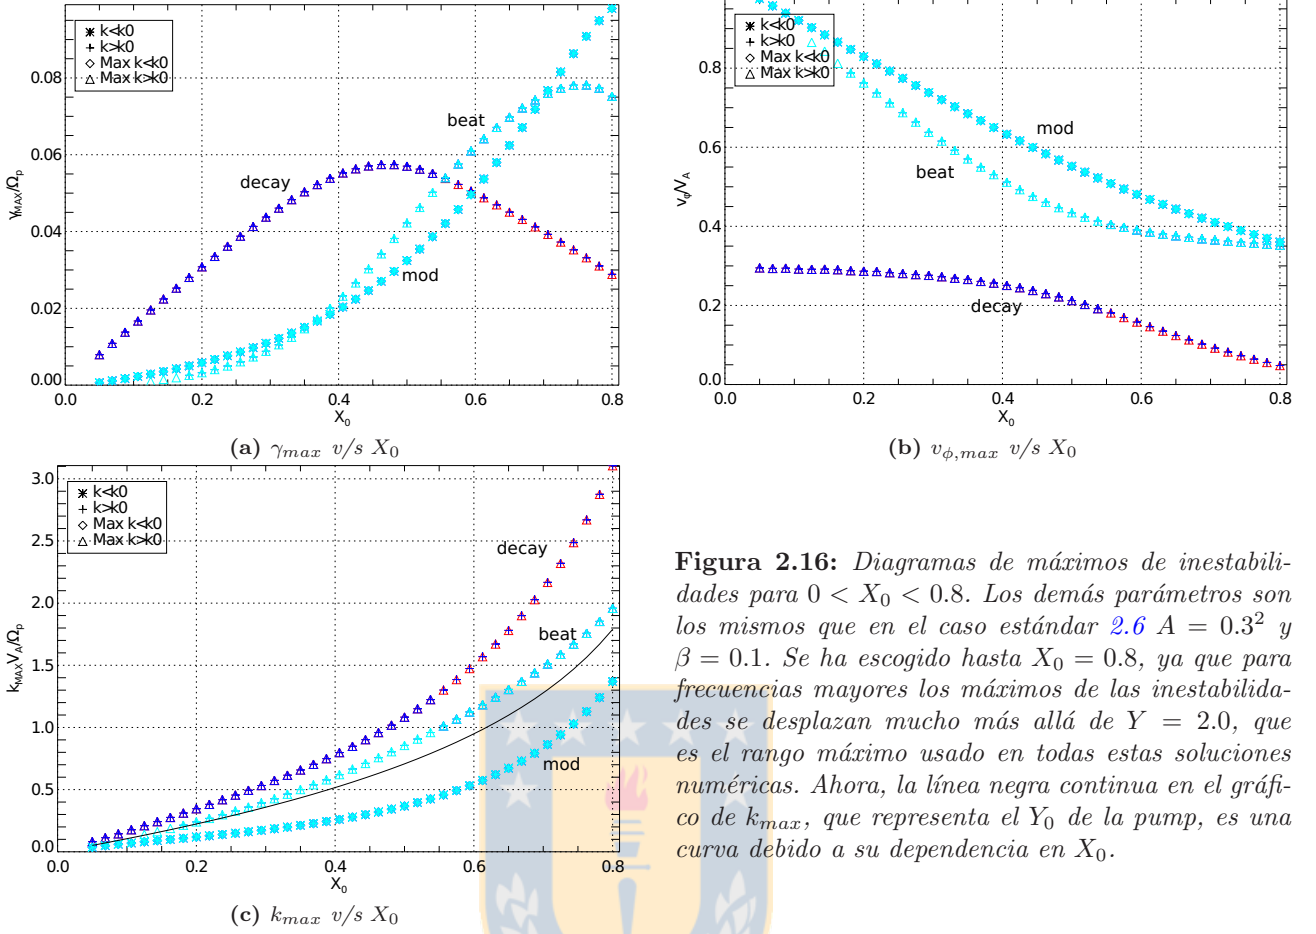 k<k0
k>k0
Max k<k0
Max k>k0
decay
beat
mod
γMAX/Ωp
0.00
0.02
0.04
0.06
0.08
0.0
0.2
0.4
0.6
0.8
X0
(a) γmax v/s X0
k<k0
k>k0
Max k<k0
Max k>k0
mod
beat
decay
vφ/VA
0.0
0.2
0.4
0.6
0.8
0.0
0.2
0.4
0.6
0.8
X0
(b) vϕ,max v/s X0
k<k0
k>k0
Max k<k0
Max k>k0
decay
beat
mod
kMAXVA/Ωp
0.0
0.5
1.0
1.5
2.0
2.5
3.0
0.0
0.2
0.4
0.6
0.8
X0
(c) kmax v/s X0
Figura 2.16: Diagramas de máximos de inestabili-
dades para 0 < X0 < 0.8. Los demás parámetros son
los mismos que en el caso estándar 2.6 A = 0.3² y
β = 0.1. Se ha escogido hasta X0 = 0.8, ya que para
frecuencias mayores los máximos de las inestabilida-
des se desplazan mucho más allá de Y = 2.0, que
es el rango máximo usado en todas estas soluciones
numéricas. Ahora, la línea negra continua en el gráfi-
co de kmax, que representa el Y0 de la pump, es una
curva debido a su dependencia en X0.